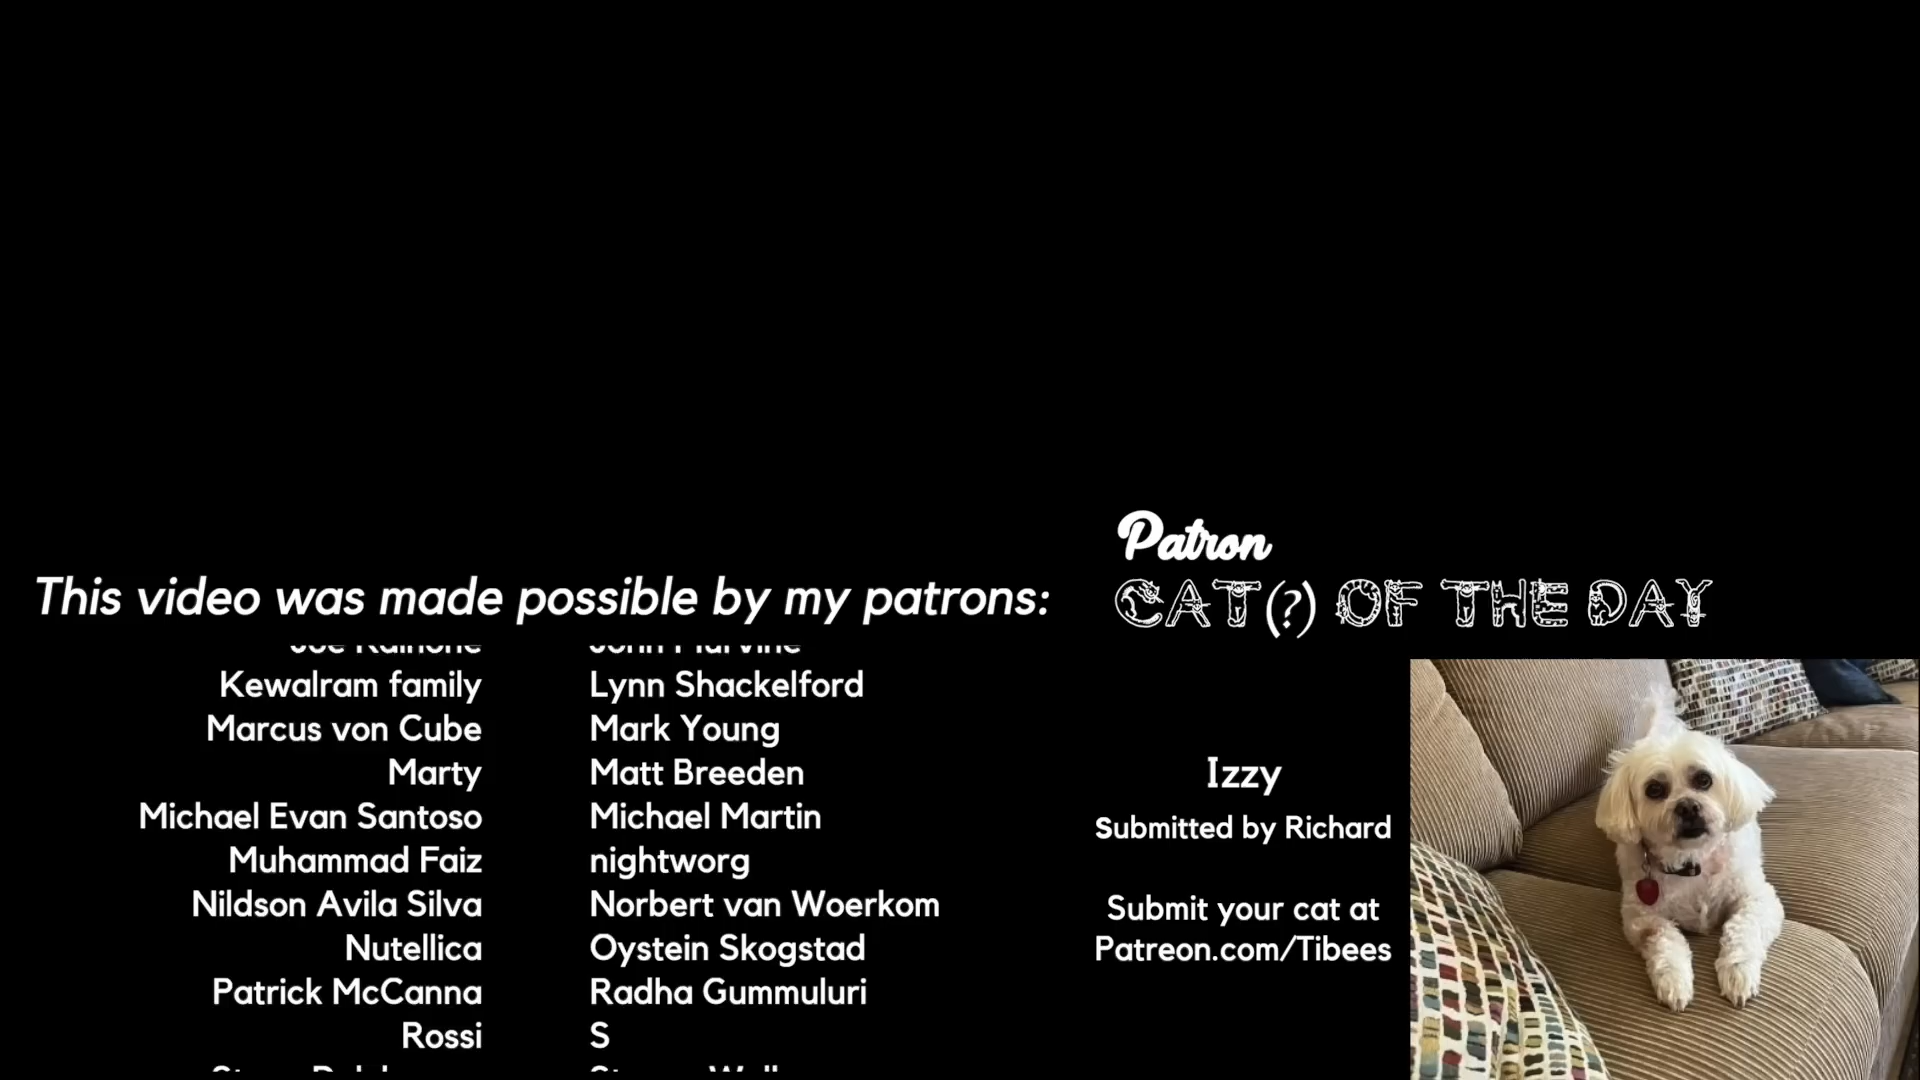 Patron
CAT(?) OF THE DAY
This video was made possible by my patrons:
Kewalram family
Marcus von Cube
Marty
Michael Evan Santoso
Muhammad Faiz
Nildson Avila Silva
Nutellica
Patrick McCanna
Rossi
Lynn Shackelford
Mark Young
Matt Breeden
Michael Martin
nightworg
Norbert van Woerkom
Oystein Skogstad
Radha Gummuluri
S
Izzy
Submitted by Richard
Submit your cat at
Patreon.com/Tibees